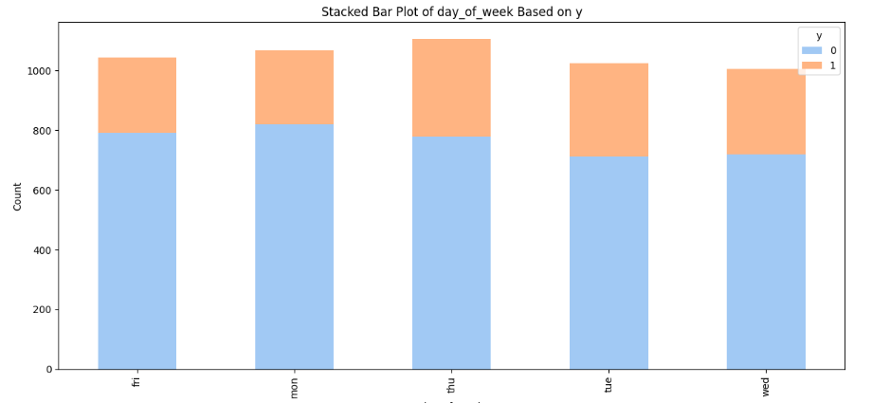 Stacked Bar Plot of day_of_week Based on y
y
0
1
Count
1000
800
600
400
200
0
fri
mon
thu
tue
wed